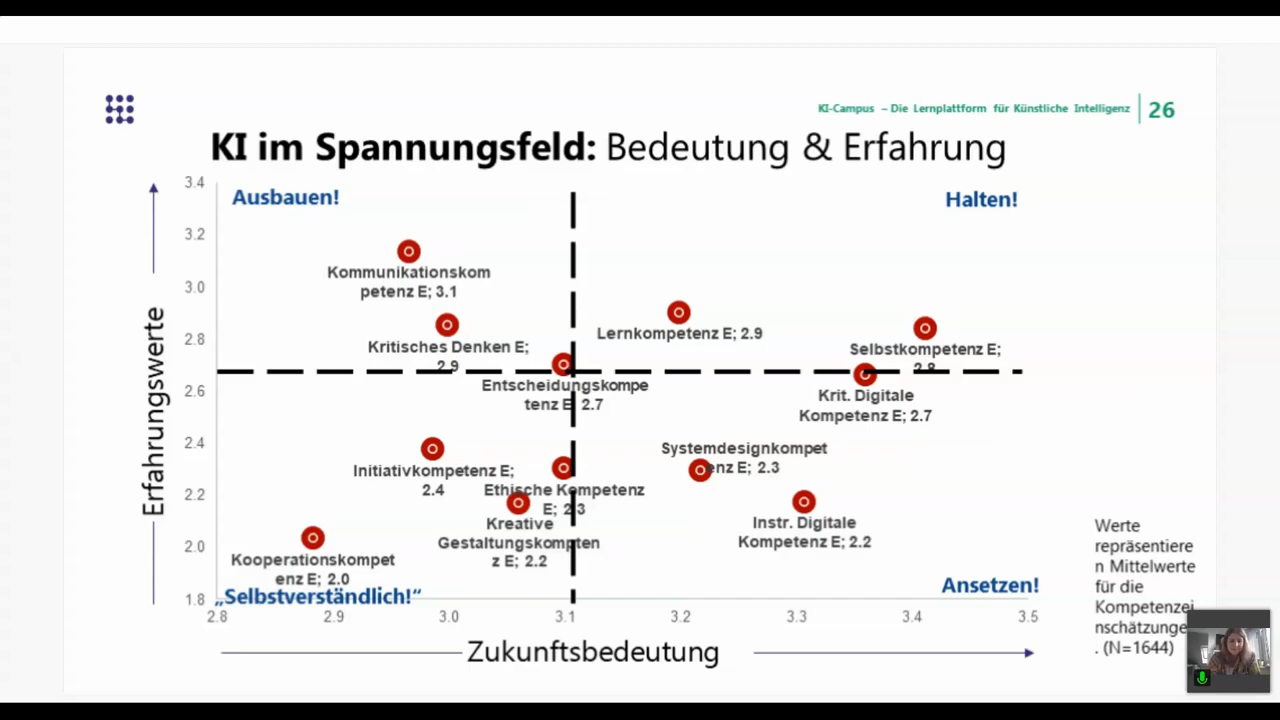 KI-Campus – Die Lernplattform für Künstliche Intelligenz
26
KI im Spannungsfeld: Bedeutung & Erfahrung
Ausbauen!
Halten!
3.4
3.2
3.0
2.8
2.6
2.4
2.2
2.0
1.8
Erfahrungswerte
Kommunikationskom
petenz E; 3.1
Kritisches Denken E;
2.9
Lernkompetenz E; 2.9
Selbstkompetenz E;
2.8
Entscheidungskompe
tenz E; 2.7
Krit. Digitale
Kompetenz E; 2.7
Initiativkompetenz E;
2.4
Systemdesignkompet
enz E; 2.3
Ethische Kompetenz
E; 2.3
Kreative
Gestaltungskompten
z E; 2.2
Instr. Digitale
Kompetenz E; 2.2
Kooperationskompet
enz E; 2.0
„Selbstverständlich!“
Ansetzen!
2.8
2.9
3.0
3.1
3.2
3.3
3.4
3.5
Zukunftsbedeutung
Werte
repräsentiere
n Mittelwerte
für die
Kompetenzei
nschätzunge
. (N=1644)